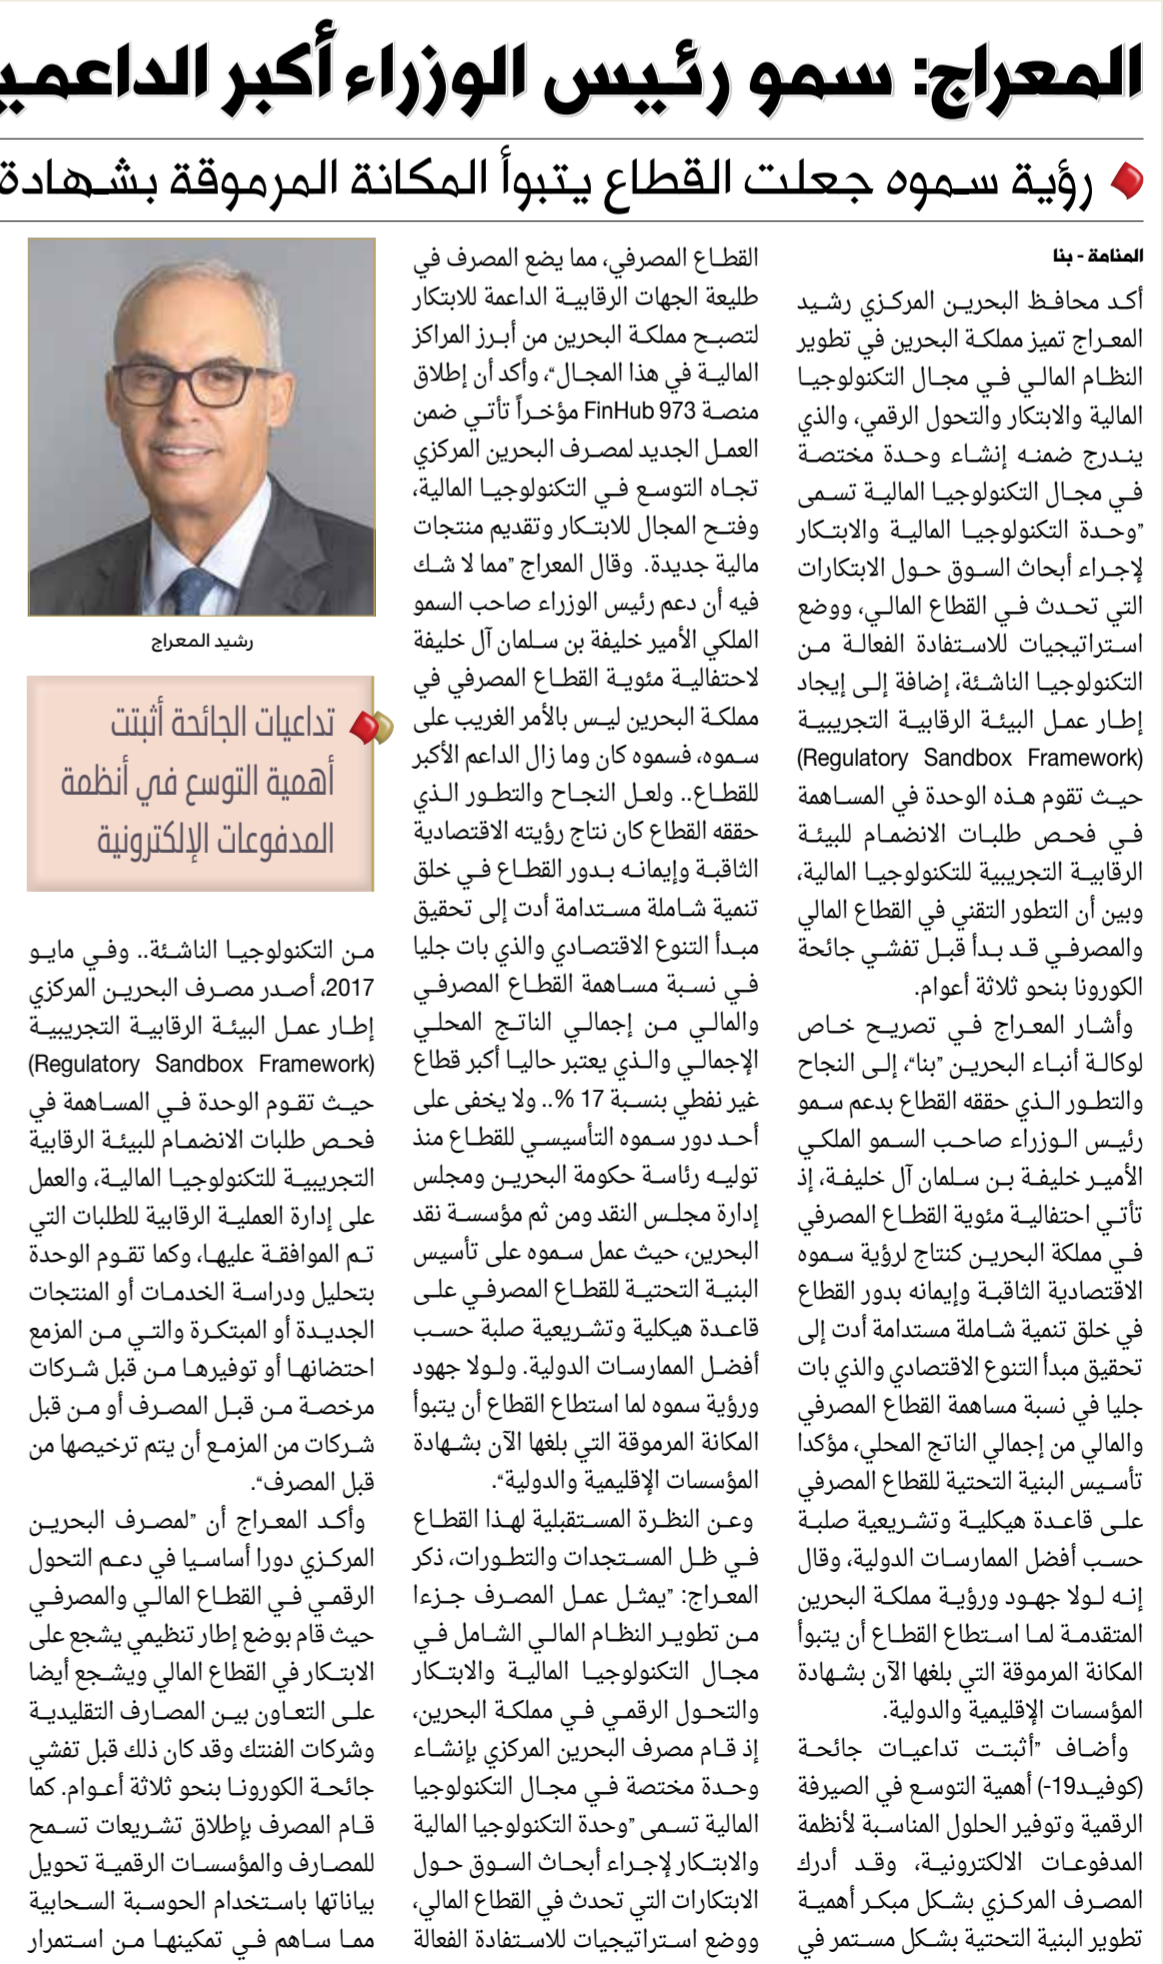 المعراج: سمو رئيس الوزراء أكبر
رؤية سموه جعلت القطاع يتبوأ المكانة المرموقة بشهادة
المنامة - بنا
أكد محافظ البحرين المركزي رشيد
المعراج تميز مملكة البحرين في تطوير
النظام المالي في مجال التكنولوجيا
المالية والابتكار والتحول الرقمي، والذي
يندرج ضمنه إنشاء وحدة مختصة
في مجال التكنولوجيا المالية تسمى
”وحدة التكنولوجيا المالية والابتكار
لإجراء أبحاث السوق حول الابتكارات
التي تحدث في القطاع المالي، ووضع
استراتيجيات للاستفادة الفعالة من
التكنولوجيا الناشئة، إضافة إلى إيجاد
إطار عمل البيئة الرقابية التجريبية
(Regulatory Sandbox Framework)
حيث تقوم هذه الوحدة في المساهمة
في فحص طلبات الانضمام للبيئة
الرقابية التجريبية للتكنولوجيا المالية،
وبين أن التطور التقني في القطاع المالي
والمصرفي قد بدأ قبل تفشي جائحة
الكورونا بنحو ثلاثة أعوام.
وأشار المعراج في تصريح خاص
لوكالة أنباء البحرين ”بنا“، إلى النجاح
والتطور الذي حققه القطاع بدعم سمو
رئيس الوزراء صاحب السمو الملكي
الأمير خليفة بن سلمان آل خليفة، إذ
تأتي احتفالية مئوية القطاع المصرفي
في مملكة البحرين كنتاج لرؤية سموه
الاقتصادية الثاقبة وإيمانه بدور القطاع
في خلق تنمية شاملة مستدامة أدت إلى
تحقيق مبدأ التنوع الاقتصادي والذي بات
جليا في نسبة مساهمة القطاع المصرفي
والمالي من إجمالي الناتج المحلي، مؤكدا
تأسيس البنية التحتية للقطاع المصرفي
على قاعدة هيكلية وتشريعية صلبة
حسب أفضل الممارسات الدولية، وقال
إنه لولا جهود ورؤية مملكة البحرين
المتقدمة لما استطاع القطاع أن يتبوأ
المكانة المرموقة التي بلغها الآن بشهادة
المؤسسات الإقليمية والدولية.
وأضاف ”أثبتت تداعيات جائحة
(كوفيد19-) أهمية التوسع في الصيرفة
الرقمية وتوفير الحلول المناسبة لأنظمة
المدفوعات الالكترونية، وقد أدرك
المصرف المركزي بشكل مبكر أهمية
تطوير البنية التحتية بشكل مستمر في
القطاع المصرفي، مما يضع المصرف في
طليعة الجهات الرقابية الداعمة للابتكار
لتصبح مملكة البحرين من أبرز المراكز
المالية في هذا المجال“، وأكد أن إطلاق
منصة FinHub 973 مؤخراً تأتي ضمن
العمل الجديد لمصرف البحرين المركزي
تجاه التوسع في التكنولوجيا المالية،
وفتح المجال للابتكار وتقديم منتجات
مالية جديدة. وقال المعراج ”مما لا شك
فيه أن دعم رئيس الوزراء صاحب السمو
الملكي الأمير خليفة بن سلمان آل خليفة
لاحتفالية مئوية القطاع المصرفي في
مملكة البحرين ليس بالأمر الغريب على
سموه، فسموه كان وما زال الداعم الأكبر
للقطاع.. ولعل النجاح والتطور الذي
حققه القطاع كان نتاج رؤيته الاقتصادية
الثاقبة وإيمانه بدور القطاع في خلق
تنمية شاملة مستدامة أدت إلى تحقيق
مبدأ التنوع الاقتصادي والذي بات جليا
في نسبة مساهمة القطاع المصرفي
والمالي من إجمالي الناتج المحلي
الإجمالي والذي يعتبر حاليا أكبر قطاع
غير نفطي بنسبة 17 %.. ولا يخفى على
أحد دور سموه التأسيسي للقطاع منذ
توليه رئاسة حكومة البحرين ومجلس
إدارة مجلس النقد ومن ثم مؤسسة نقد
البحرين، حيث عمل سموه على تأسيس
البنية التحتية للقطاع المصرفي على
قاعدة هيكلية وتشريعية صلبة حسب
أفضل الممارسات الدولية. ولولا جهود
ورؤية سموه لما استطاع القطاع أن يتبوأ
المكانة المرموقة التي بلغها الآن بشهادة
المؤسسات الإقليمية والدولية“.
وعن النظرة المستقبلية لهذا القطاع
في ظل المستجدات والتطورات، ذكر
المعراج: ”يمثل عمل المصرف جزءا
من تطوير النظام المالي الشامل في
مجال التكنولوجيا المالية والابتكار
والتحول الرقمي في مملكة البحرين،
إذ قام مصرف البحرين المركزي بإنشاء
وحدة مختصة في مجال التكنولوجيا
المالية تسمى ”وحدة التكنولوجيا المالية
والابتكار لإجراء أبحاث السوق حول
الابتكارات التي تحدث في القطاع المالي،
ووضع استراتيجيات للاستفادة الفعالة
رشيد المعراج
تداعيات الجائحة أثبتت
أهمية التوسع في أنظمة
المدفوعات الإلكترونية
من التكنولوجيا الناشئة.. وفي مايو
2017، أصدر مصرف البحرين المركزي
إطار عمل البيئة الرقابية التجريبية
(Regulatory Sandbox Framework)
حيث تقوم الوحدة في المساهمة في
فحص طلبات الانضمام للبيئة الرقابية
التجريبية للتكنولوجيا المالية، والعمل
على إدارة العملية الرقابية للطلبات التي
تم الموافقة عليها، وكما تقوم الوحدة
بتحليل ودراسة الخدمات أو المنتجات
الجديدة أو المبتكرة والتي من المزمع
احتضانها أو توفيرها من قبل شركات
مرخصة من قبل المصرف أو من قبل
شركات من المزمع أن يتم ترخيصها من
قبل المصرف“.
وأكد المعراج أن ”لمصرف البحرين
المركزي دورا أساسيا في دعم التحول
الرقمي في القطاع المالي والمصرفي
حيث قام بوضع إطار تنظيمي يشجع على
الابتكار في القطاع المالي ويشجع أيضا
على التعاون بين المصارف التقليدية
وشركات الفنتك وقد كان ذلك قبل تفشي
جائحة الكورونا بنحو ثلاثة أعوام. كما
قام المصرف بإطلاق تشريعات تسمح
للمصارف والمؤسسات الرقمية تحويل
بياناتها باستخدام الحوسبة السحابية
مما ساهم في تمكينها من استمرار